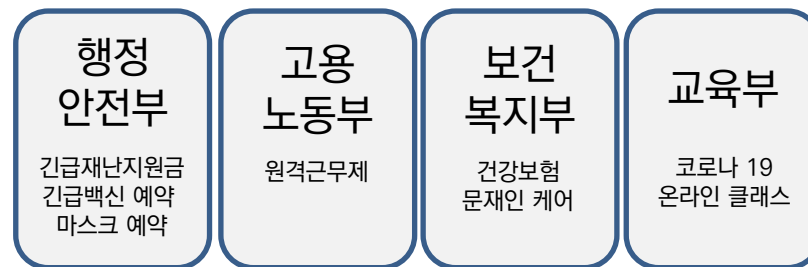 행정
안전부
긴급재난지원금
긴급백신 예약
마스크 예약
고용
노동부
원격근무제
보건
복지부
건강보험
문재인 케어
교육부
코로나 19
온라인 클래스